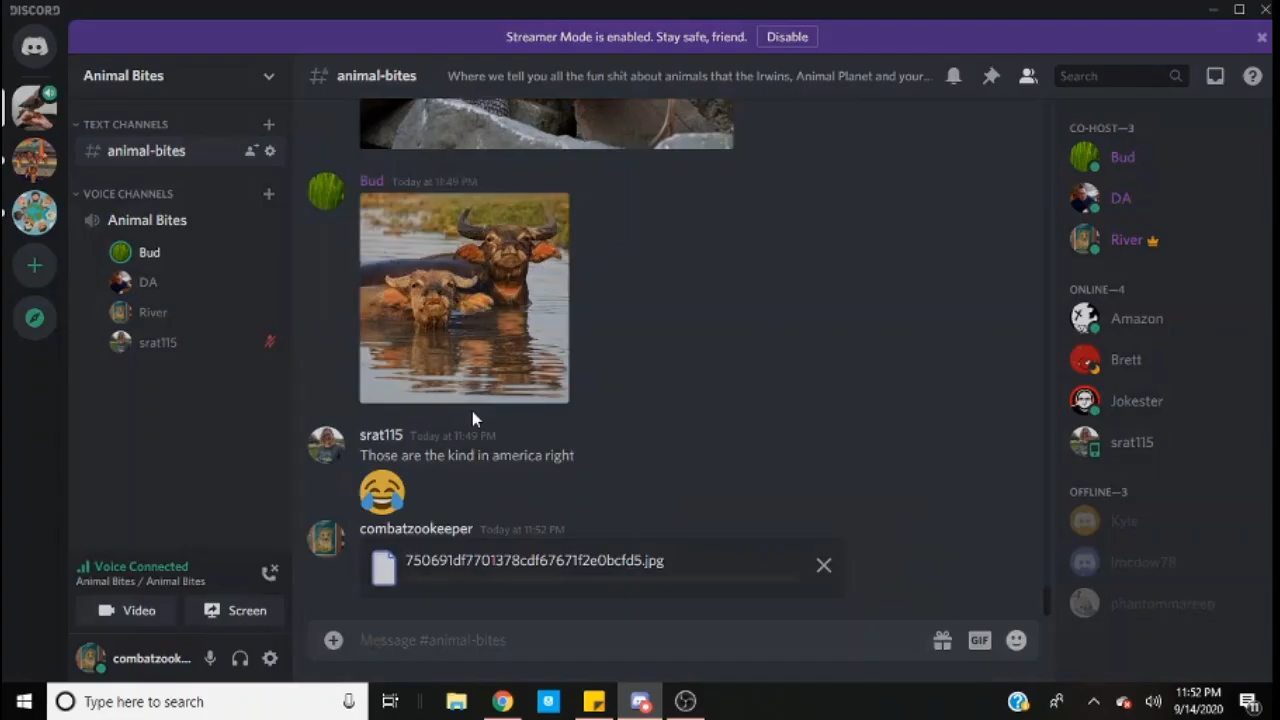 DISCORD
Streamer Mode is enabled. Stay safe, friend.
Disable
Animal Bites
animal-bites
Where we tell you all the fun shit about animals that the Irwins, Animal Planet and your...
Search
TEXT CHANNELS
animal-bites
VOICE CHANNELS
Animal Bites
Bud
DA
River
srat115
Voice Connected
Animal Bites / Animal Bites
Video
Screen
combatzook...
Bud Today at 11:49 PM
srat115 Today at 11:49 PM
Those are the kind in america right
combatzookeeper Today at 11:52 PM
750691df7701378cdf67671f2e0bcfd5.jpg
Message #animal-bites
GIF
CO-HOST—3
Bud
DA
River
ONLINE—4
Amazon
Brett
Jokester
srat115
OFFLINE—3
Kyle
lmcdow78
phantommareep
Type here to search
11:52 PM
9/14/2020